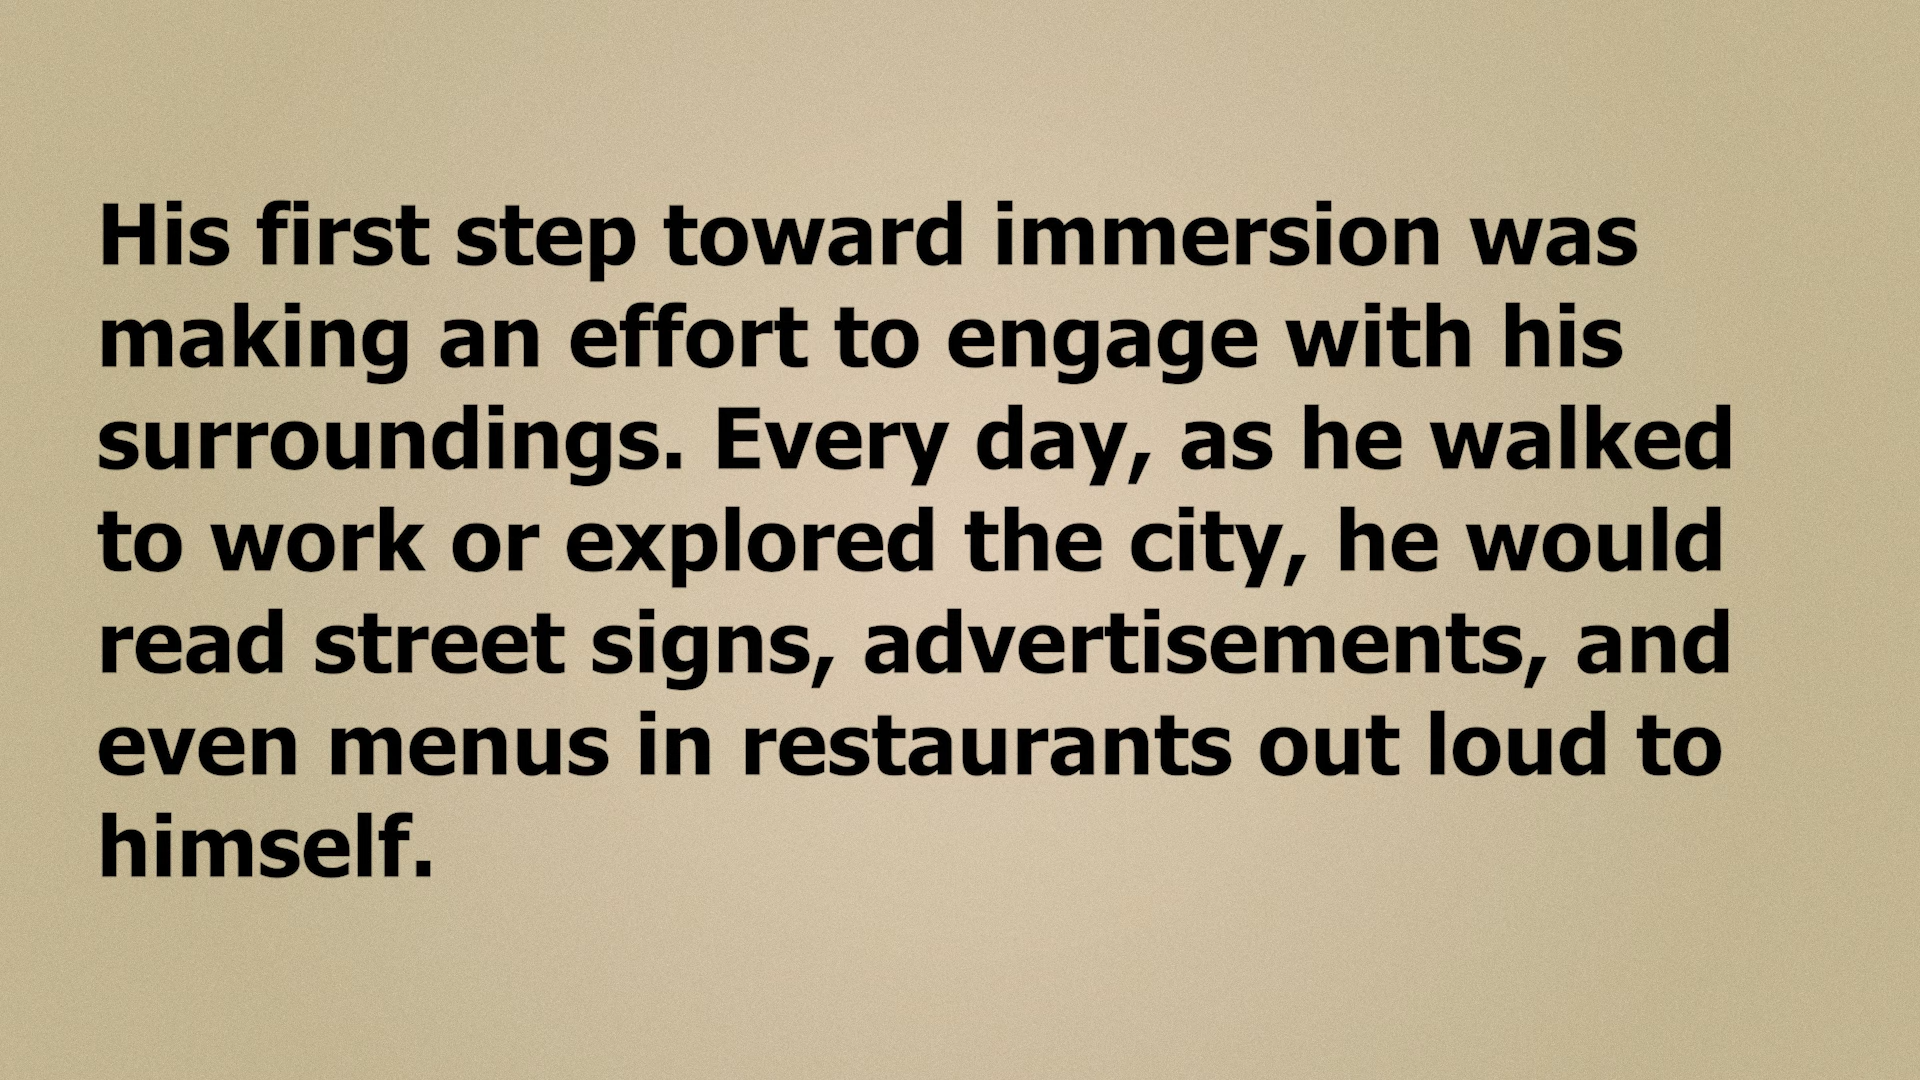 His first step toward immersion was
making an effort to engage with his
surroundings. Every day, as he walked
to work or explored the city, he would
read street signs, advertisements, and
even menus in restaurants out loud to
himself.